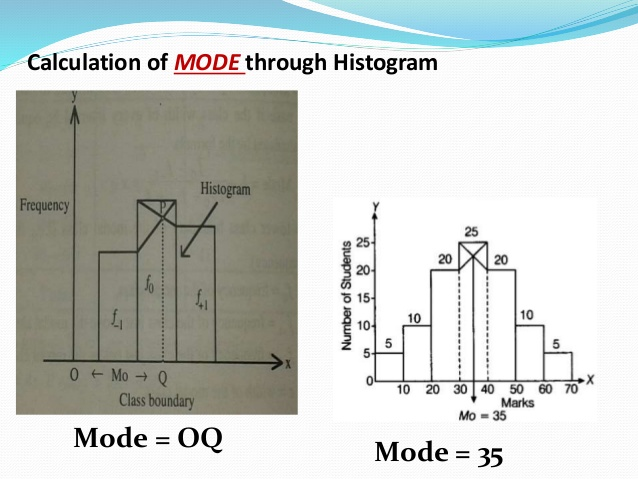 Calculation of MODE through Histogram
y
Frequency
Histogram
P
f₋₁
f₀
f₊₁
O ← Mo → Q
x
Class boundary
Mode = OQ
Y
Number of Students
25
20
15
10
5
0
5
10
20
25
20
10
5
10 20 30 40 50 60 70
X
Marks
Mo = 35
Mode = 35